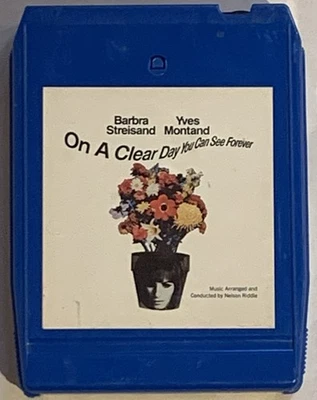 Barbra Yves
Streisand Montand
On A Clear Day You Can See Forever
Music Arranged and
Conducted by Nelson Riddle